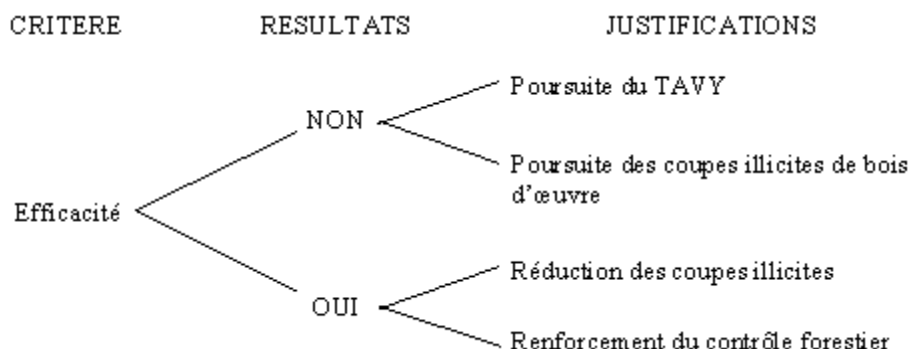 CRITERE RESULTATS JUSTIFICATIONS
Poursuite du TAVY
NON
Poursuite des coupes illicites de bois
d'œuvre
Efficacité
Réduction des coupes illicites
OUI
Renforcement du contrôle forestier